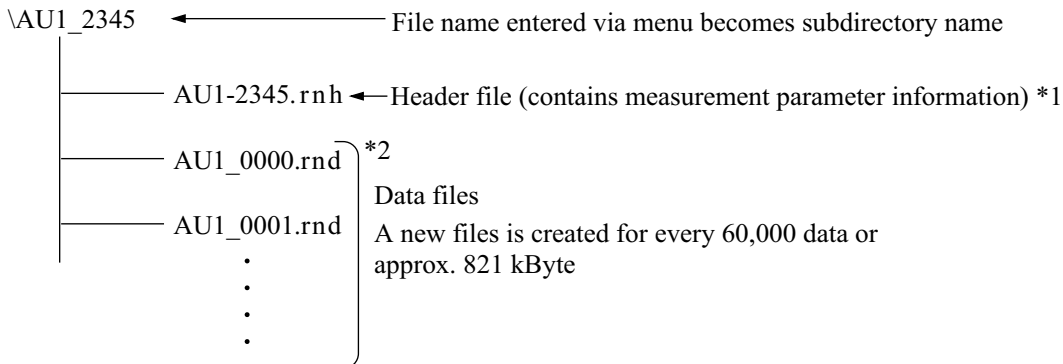 \AU1_2345 File name entered via menu becomes subdirectory name
AU1-2345.rnh Header file (contains measurement parameter information) *1
AU1_0000.rnd *2
Data files
AU1_0001.rnd
A new files is created for every 60,000 data or
approx. 821 kByte